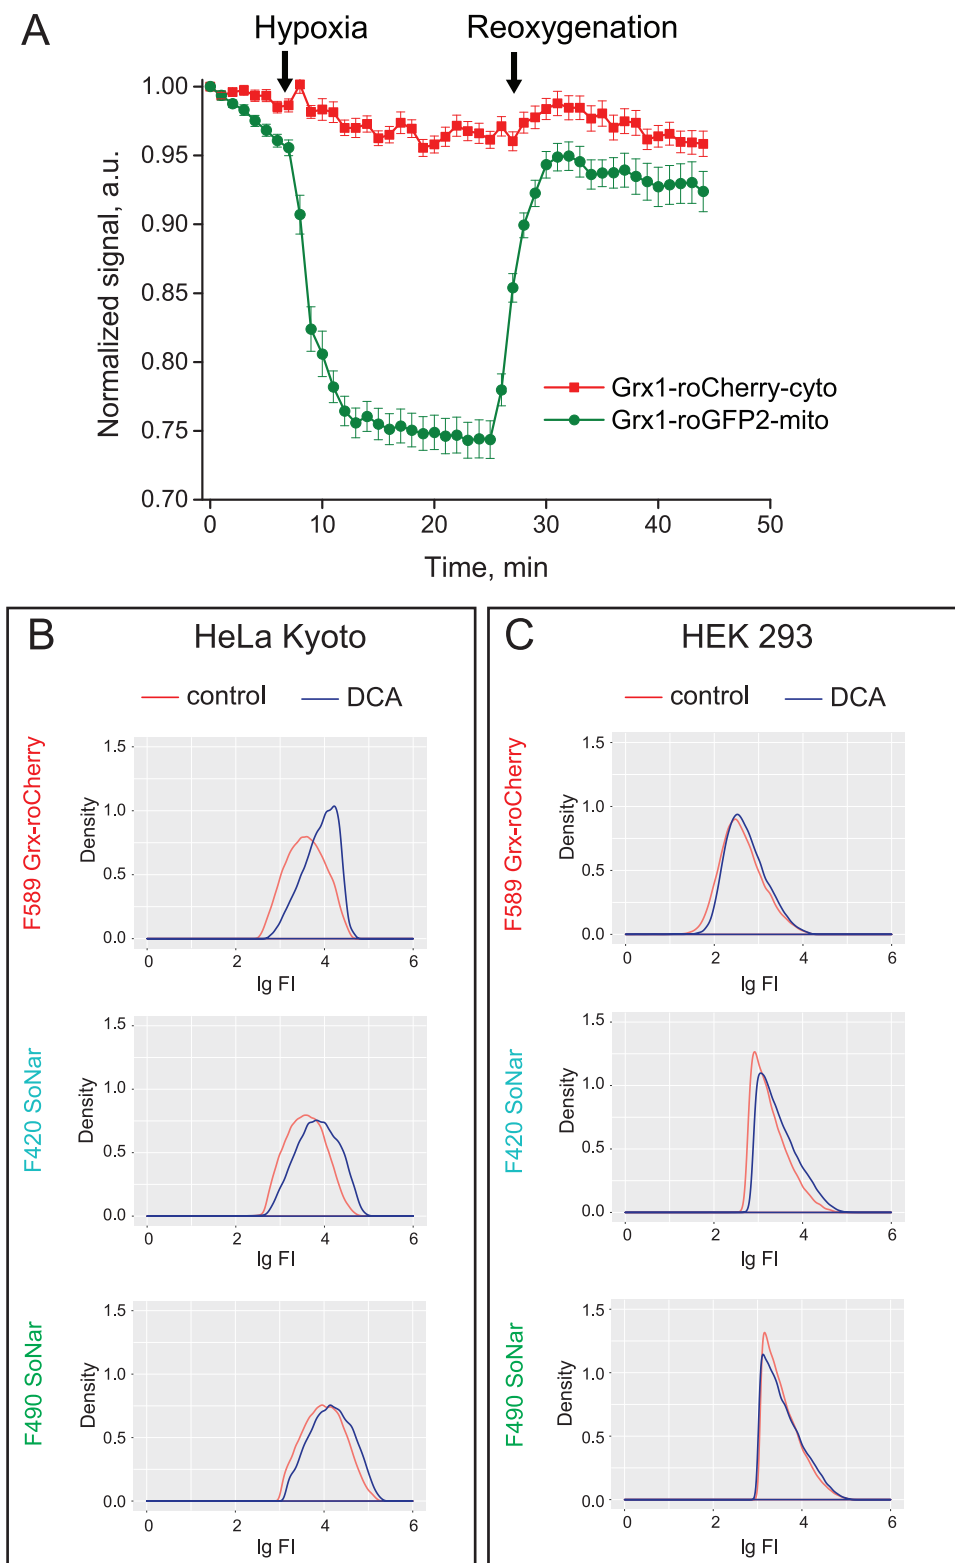 A
Hypoxia
Reoxygenation
Normalized signal, a.u.
1.00
0.95
0.90
0.85
0.80
0.75
0.70
Grx1-roCherry-cyto
Grx1-roGFP2-mito
0 10 20 30 40 50
Time, min
B
HeLa Kyoto
control DCA
F589 Grx-roCherry
Density
1.5
1.0
0.5
0.0
0 2 4 6
lg FI
F420 SoNar
Density
1.5
1.0
0.5
0.0
0 2 4 6
lg FI
F490 SoNar
Density
1.5
1.0
0.5
0.0
0 2 4 6
lg FI
C
HEK 293
control DCA
F589 Grx-roCherry
Density
1.5
1.0
0.5
0.0
0 2 4 6
lg FI
F420 SoNar
Density
1.5
1.0
0.5
0.0
0 2 4 6
lg FI
F490 SoNar
Density
1.5
1.0
0.5
0.0
0 2 4 6
lg FI